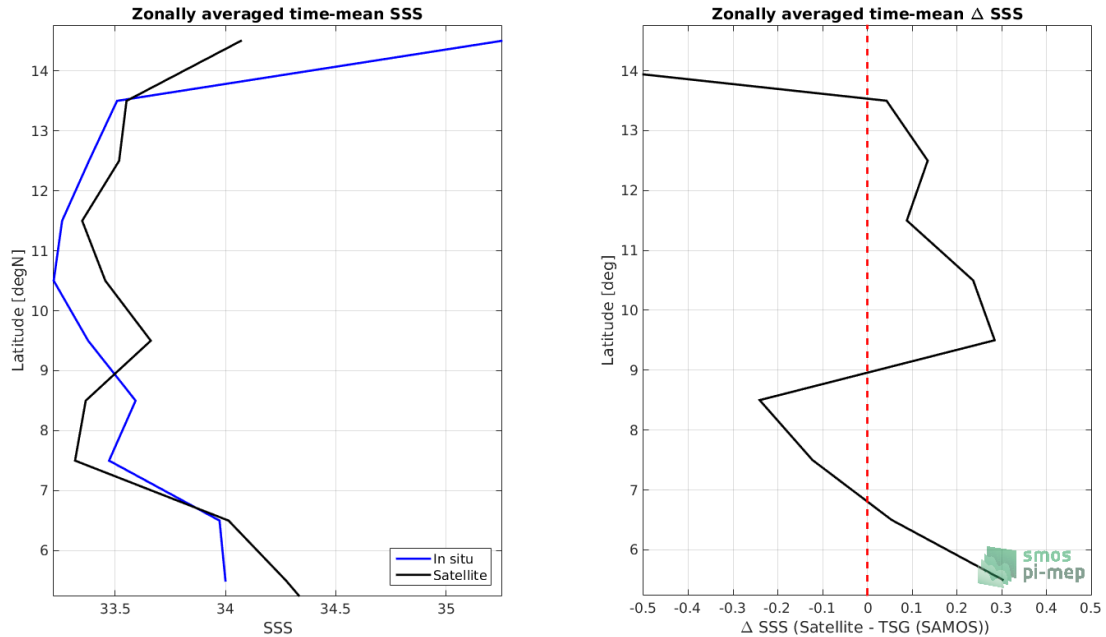 Zonally averaged time-mean SSS
14
13
12
11
10
9
8
7
6
Latitude [degN]
33.5 34 34.5 35
SSS
In situ
Satellite
Zonally averaged time-mean Δ SSS
14
13
12
11
10
9
8
7
6
Latitude [deg]
-0.5 -0.4 -0.3 -0.2 -0.1 0 0.1 0.2 0.3 0.4 0.5
Δ SSS (Satellite - TSG (SAMOS))
smos
pi-mep